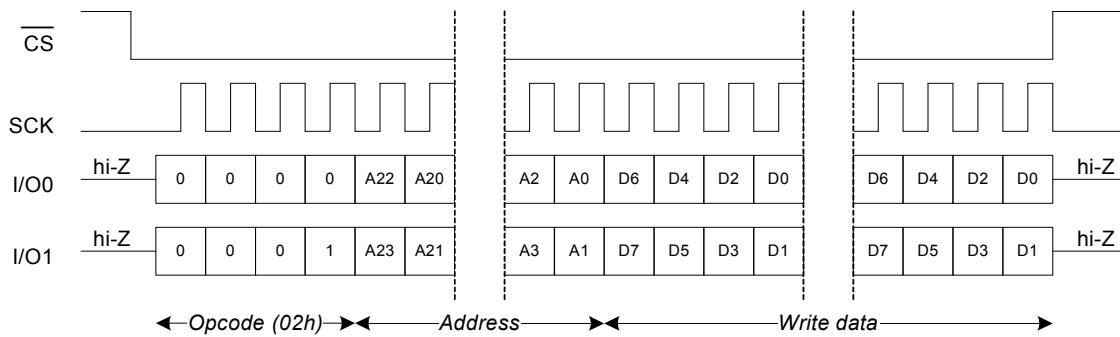 CS
SCK
I/O0 hi-Z 0 0 0 0 A22 A20 A2 A0 D6 D4 D2 D0 D6 D4 D2 D0 hi-Z
I/O1 hi-Z 0 0 0 1 A23 A21 A3 A1 D7 D5 D3 D1 D7 D5 D3 D1 hi-Z
Opcode (02h) Address Write data